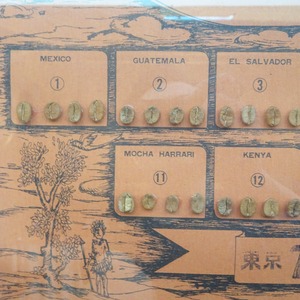 MEXICO
①
GUATEMALA
②
EL SALVADOR
③
MOCHA HARRARI
⑪
KENYA
⑫
東京